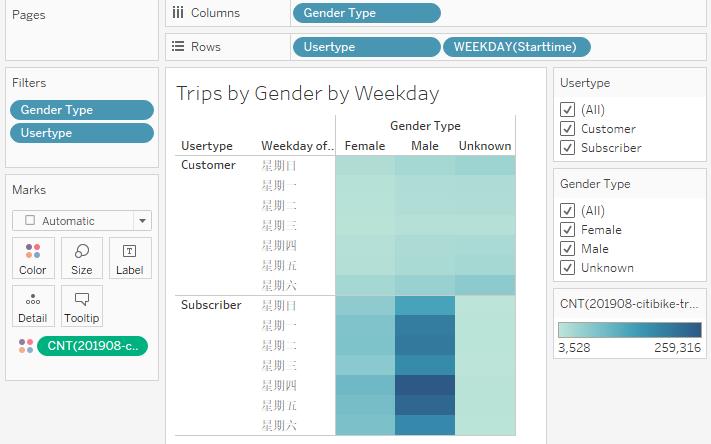 Pages
Columns
Gender Type
Rows
Usertype
WEEKDAY(Starttime)
Filters
Gender Type
Usertype
Marks
Automatic
Color
Size
Label
Detail
Tooltip
CNT(201908-c..
Trips by Gender by Weekday
Gender Type
Usertype
Weekday of..
Female
Male
Unknown
Customer
星期日
星期一
星期二
星期三
星期四
星期五
星期六
Subscriber
星期日
星期一
星期二
星期三
星期四
星期五
星期六
Usertype
(All)
Customer
Subscriber
Gender Type
(All)
Female
Male
Unknown
CNT(201908-citibike-tr...
3,528
259,316